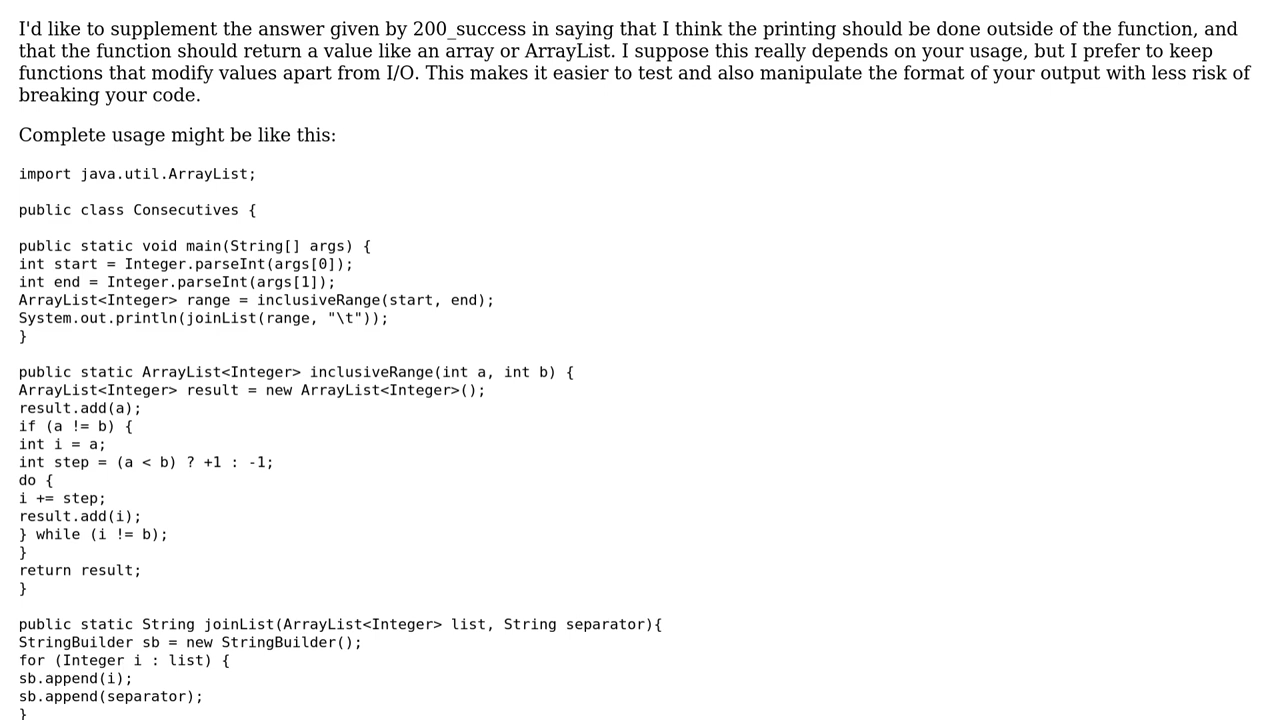 I'd like to supplement the answer given by 200_success in saying that I think the printing should be done outside of the function, and
that the function should return a value like an array or ArrayList. I suppose this really depends on your usage, but I prefer to keep
functions that modify values apart from I/O. This makes it easier to test and also manipulate the format of your output with less risk of
breaking your code.
Complete usage might be like this:
import java.util.ArrayList;
public class Consecutives {
public static void main(String[] args) {
int start = Integer.parseInt(args[0]);
int end = Integer.parseInt(args[1]);
ArrayList<Integer> range = inclusiveRange(start, end);
System.out.println(joinList(range, "\t"));
}
public static ArrayList<Integer> inclusiveRange(int a, int b) {
ArrayList<Integer> result = new ArrayList<Integer>();
result.add(a);
if (a != b) {
int i = a;
int step = (a < b) ? +1 : -1;
do {
i += step;
result.add(i);
} while (i != b);
}
return result;
}
public static String joinList(ArrayList<Integer> list, String separator){
StringBuilder sb = new StringBuilder();
for (Integer i : list) {
sb.append(i);
sb.append(separator);
}